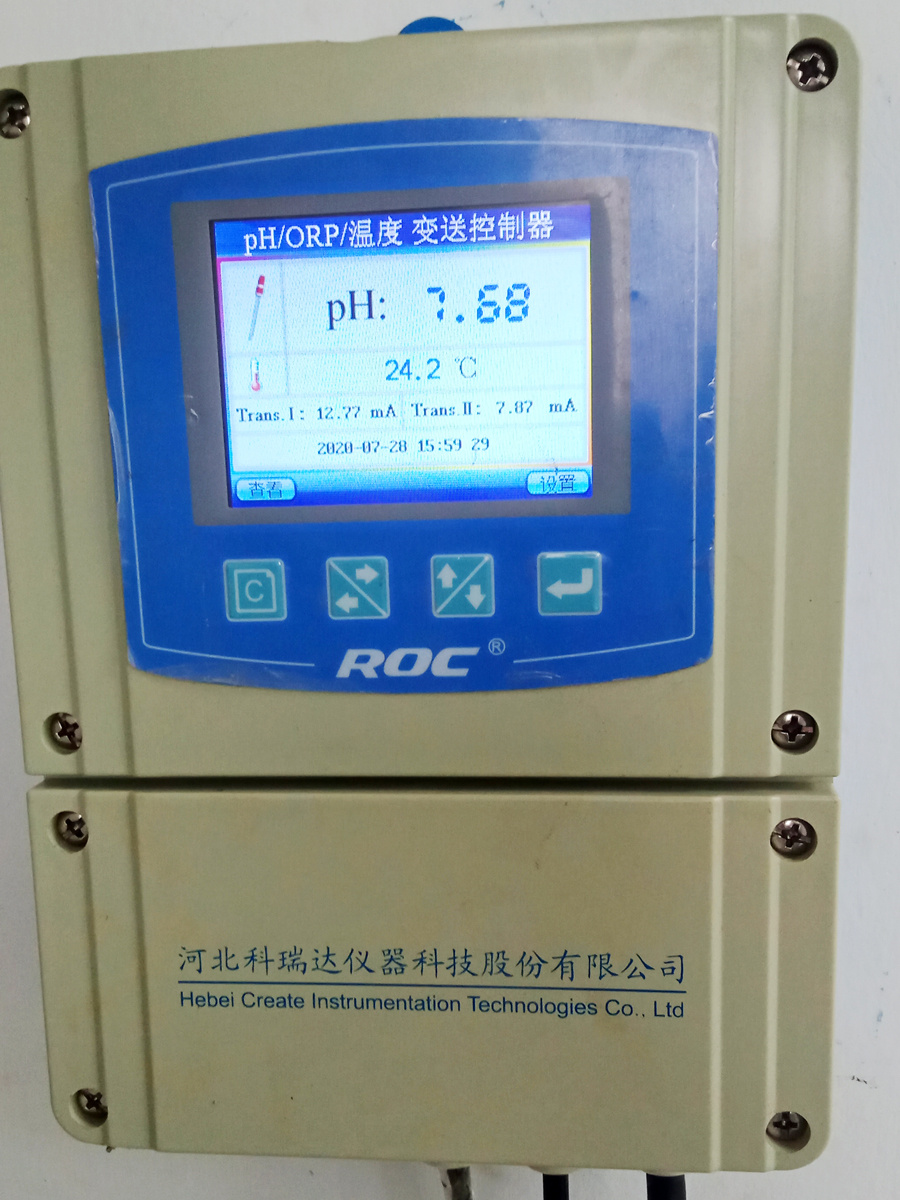 pH/ORP/温度 变送控制器
pH: 7.68
24.2 ℃
Trans.I: 12.77 mA Trans.II: 7.87 mA
2020-07-28 15:59 29
查看 设置
C
ROC®
河北科瑞达仪器科技股份有限公司
Hebei Create Instrumentation Technologies Co., Ltd